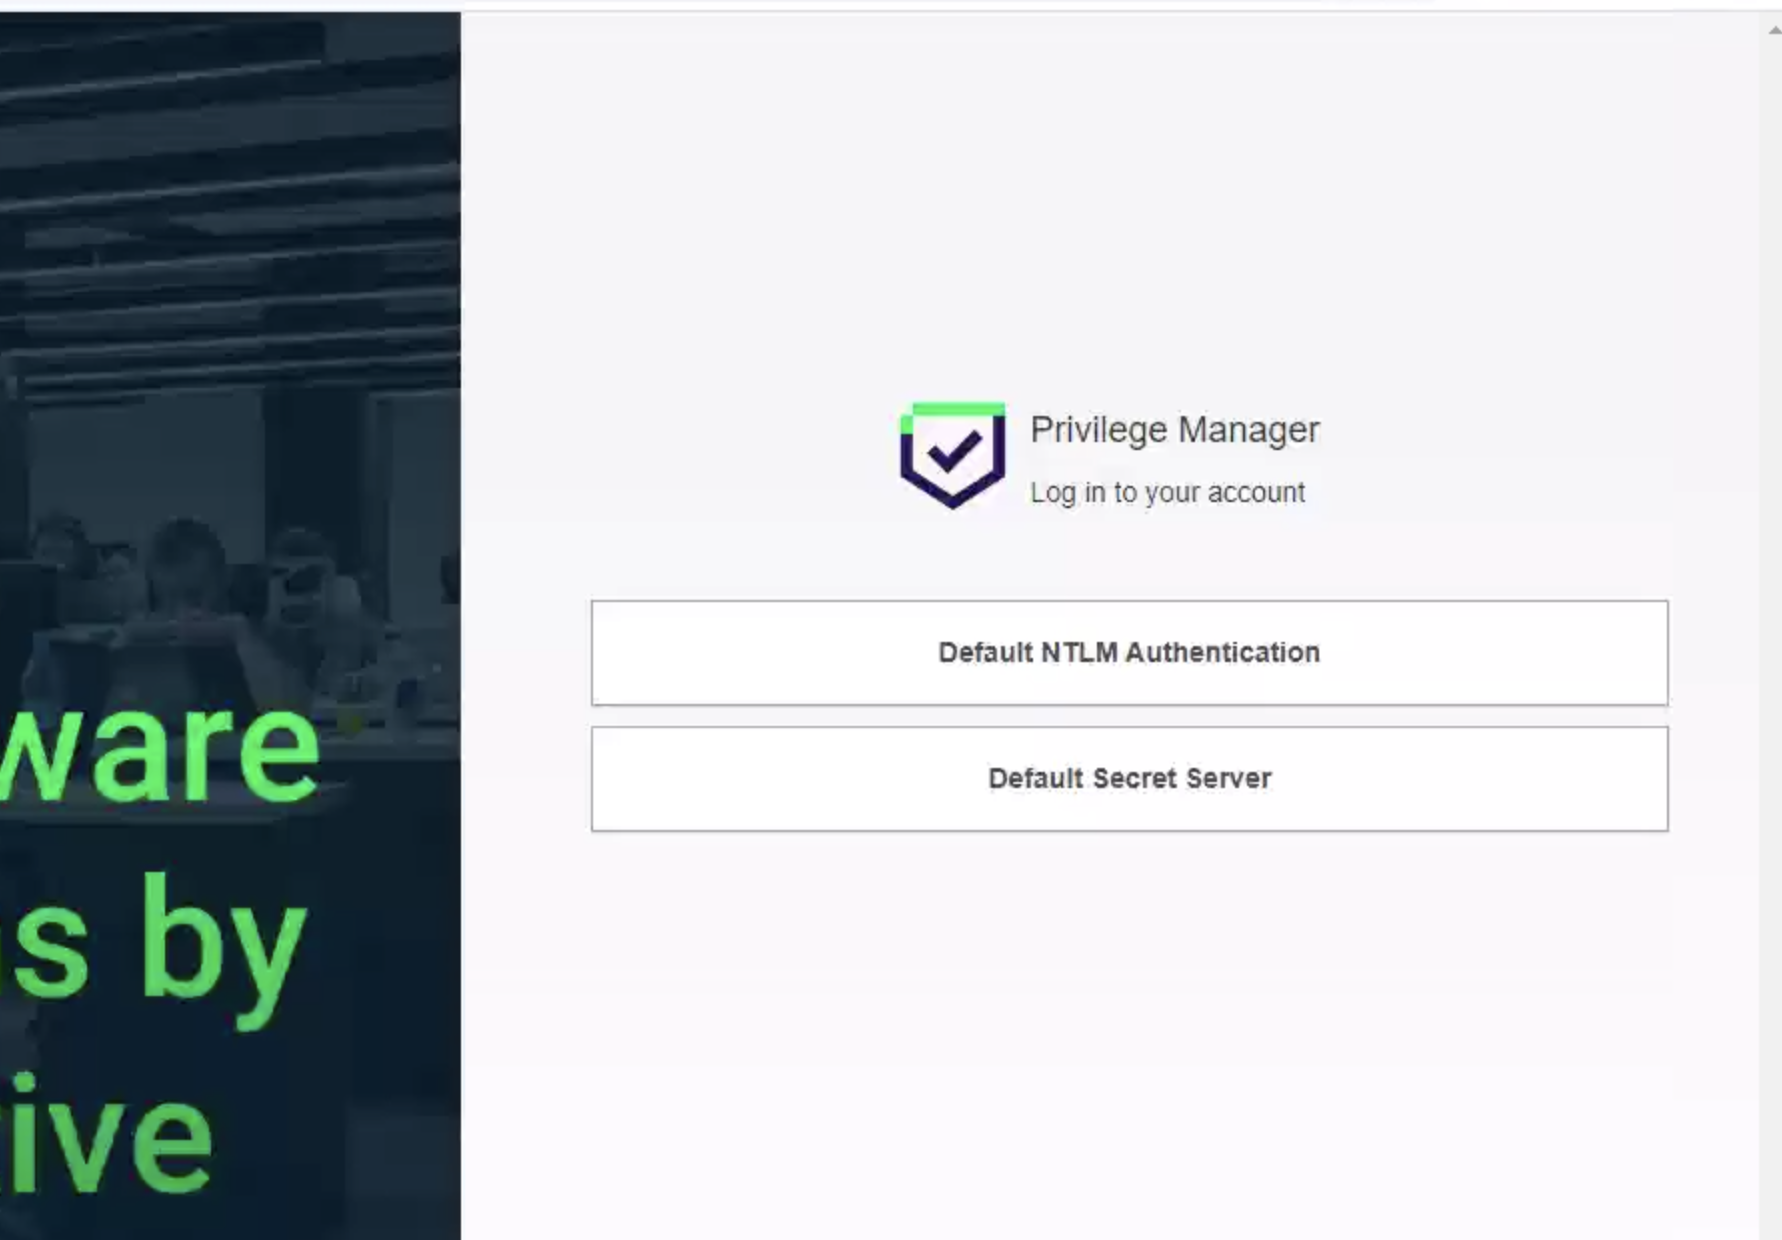 Privilege Manager
Log in to your account
Default NTLM Authentication
Default Secret Server
ware
s by
ive